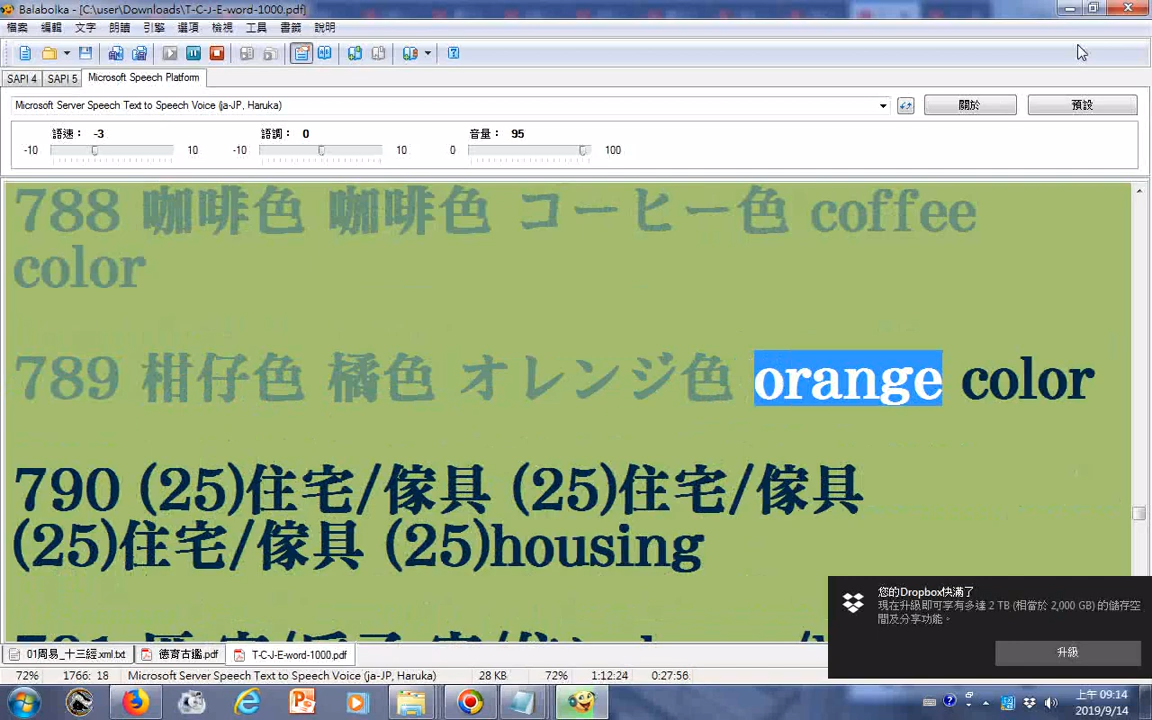 Balabolka - [C:\user\Downloads\T-C-J-E-word-1000.pdf]
檔案 編輯 文字 朗讀 引擎 選項 檢視 工具 書籤 說明
SAPI 4 SAPI 5 Microsoft Speech Platform
Microsoft Server Speech Text to Speech Voice (ja-JP, Haruka) 關於 預設
語速： -3 語調： 0 音量： 95
-10 10 -10 10 0 100
788 咖啡色 咖啡色 コーヒー色 coffee
color
789 柑仔色 橘色 オレンジ色 orange color
790 (25)住宅/傢具 (25)住宅/傢具
(25)住宅/傢具 (25)housing
您的Dropbox快滿了
現在升級即可享有多達 2 TB (相當於 2,000 GB) 的儲存空
間及分享功能。
升級
01周易_十三經.xml.txt 德育古鑑.pdf T-C-J-E-word-1000.pdf
72% 1766: 18 Microsoft Server Speech Text to Speech Voice (ja-JP, Haruka) 28 KB 72% 1:12:24 0:27:56
上午 09:14
2019/9/14